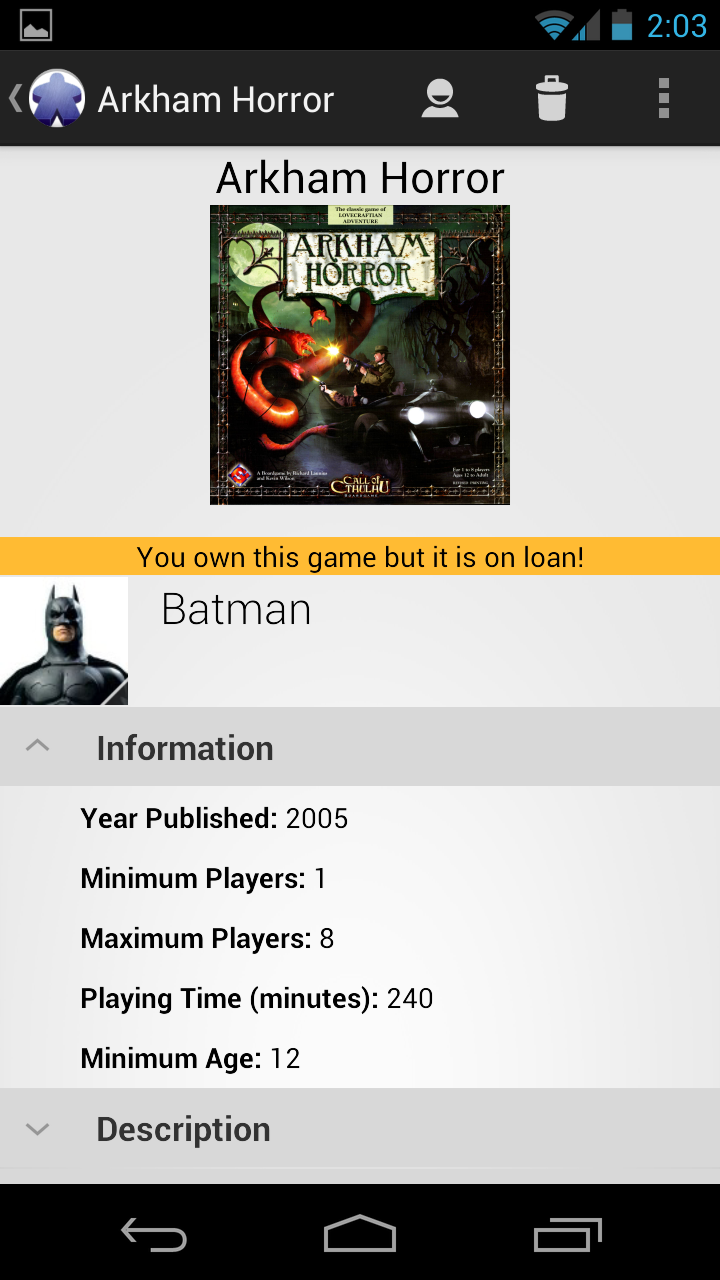 2:03
Arkham Horror
Arkham Horror
The classic game of
LOVECRAFTIAN
ADVENTURE
ARKHAM
HORROR
A Boardgame by Richard Launius
and Kevin Wilson
CALL OF
CTHULHU
BOARDGAME
For 1 to 8 players
Ages 12 to Adult
REVISED PRINTING
You own this game but it is on loan!
Batman
Information
Year Published: 2005
Minimum Players: 1
Maximum Players: 8
Playing Time (minutes): 240
Minimum Age: 12
Description